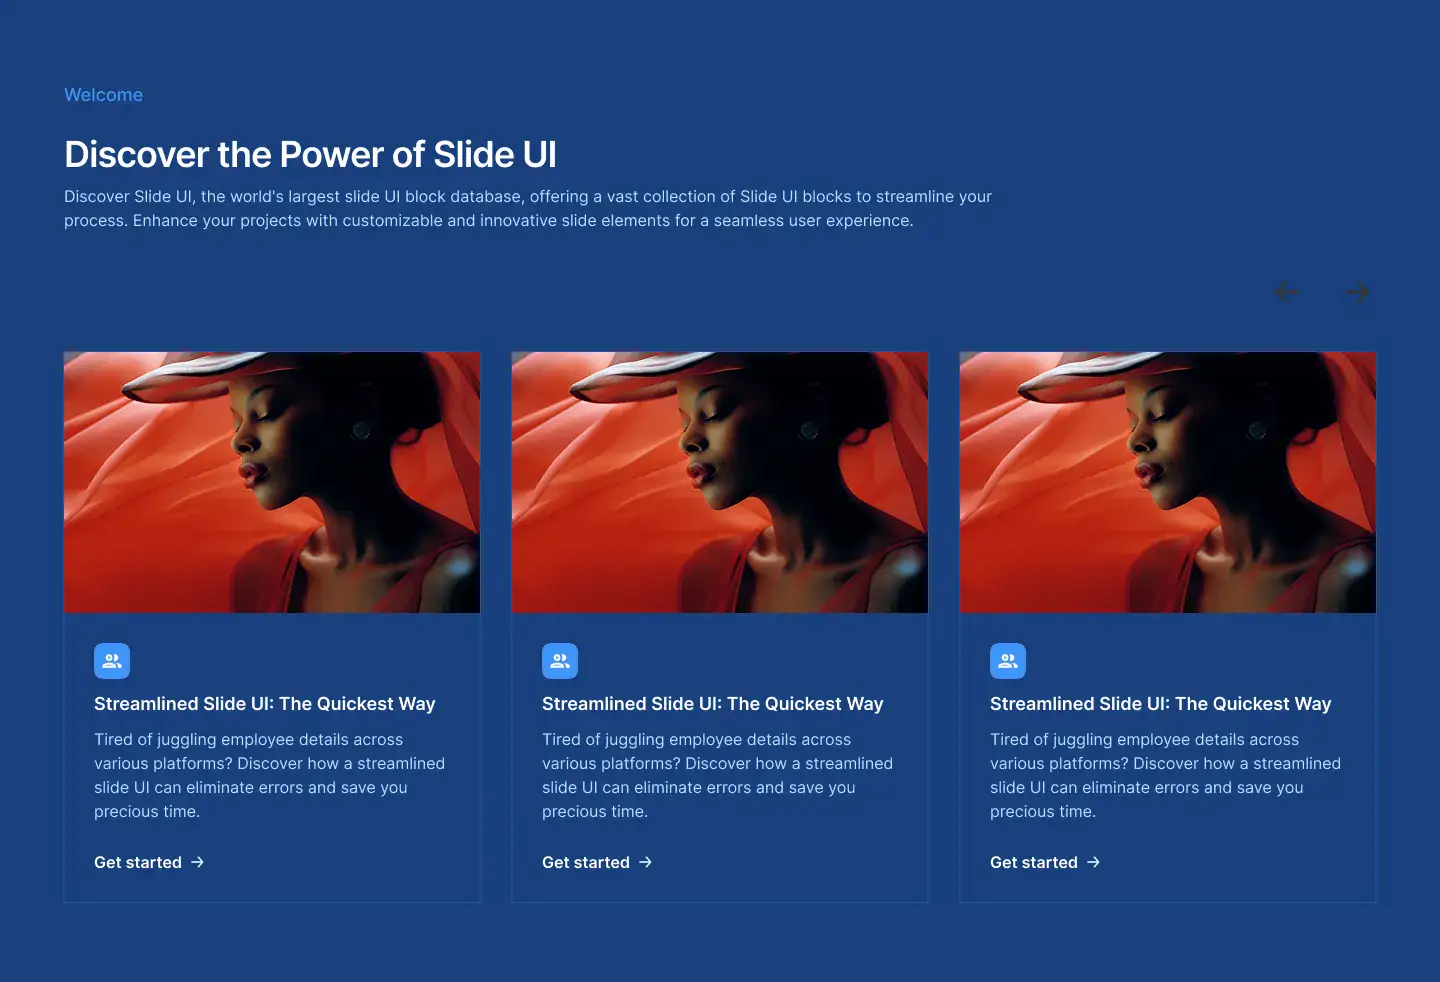 Welcome
Discover the Power of Slide UI
Discover Slide UI, the world's largest slide UI block database, offering a vast collection of Slide UI blocks to streamline your
process. Enhance your projects with customizable and innovative slide elements for a seamless user experience.
Streamlined Slide UI: The Quickest Way
Tired of juggling employee details across
various platforms? Discover how a streamlined
slide UI can eliminate errors and save you
precious time.
Get started
Streamlined Slide UI: The Quickest Way
Tired of juggling employee details across
various platforms? Discover how a streamlined
slide UI can eliminate errors and save you
precious time.
Get started
Streamlined Slide UI: The Quickest Way
Tired of juggling employee details across
various platforms? Discover how a streamlined
slide UI can eliminate errors and save you
precious time.
Get started